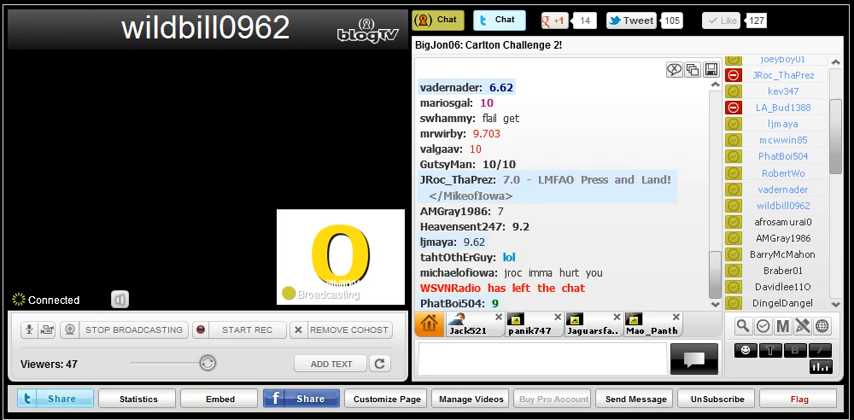 wildbill0962
blogTV
Chat
Chat
+1
14
Tweet
105
Like
127
BigJon06: Carlton Challenge 2!
vadernader: 6.62
mariosgal: 10
swhammy: flail get
mrwirby: 9.703
valgaav: 10
GutsyMan: 10/10
JRoc_ThaPrez: 7.0 - LMFAO Press and Land!
</MikeofIowa>
AMGray1986: 7
Heavensent247: 9.2
ljmaya: 9.62
tahtOthErGuy: lol
michaelofiowa: jroc imma hurt you
WSVNRadio has left the chat
PhatBoi504: 9
joeyboy01
JRoc_ThaPrez
kev347
LA_Bud1388
ljmaya
mcwwin85
PhatBoi504
RobertWo
vadernader
wildbill0962
afrosamurai0
AMGray1986
BarryMcMahon
Braber01
Davidlee11O
DingelDangel
O
Broadcasting
Connected
Jack521
panik747
Jaguarsfa..
Mao_Panth
STOP BROADCASTING
START REC
REMOVE COHOST
Viewers: 47
ADD TEXT
M
T
B
I
Share
Statistics
Embed
Share
Customize Page
Manage Videos
Buy Pro Account
Send Message
UnSubscribe
Flag